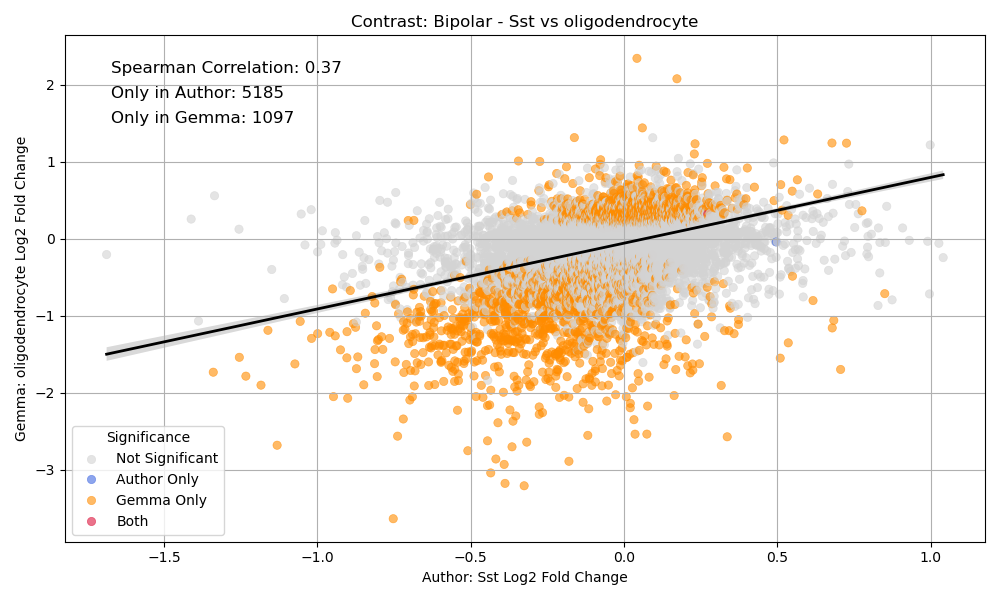 Contrast: Bipolar - Sst vs oligodendrocyte
Spearman Correlation: 0.37
Only in Author: 5185
Only in Gemma: 1097
Gemma: oligodendrocyte Log2 Fold Change
2
1
0
−1
−2
−3
Significance
Not Significant
Author Only
Gemma Only
Both
−1.5
−1.0
−0.5
0.0
0.5
1.0
Author: Sst Log2 Fold Change